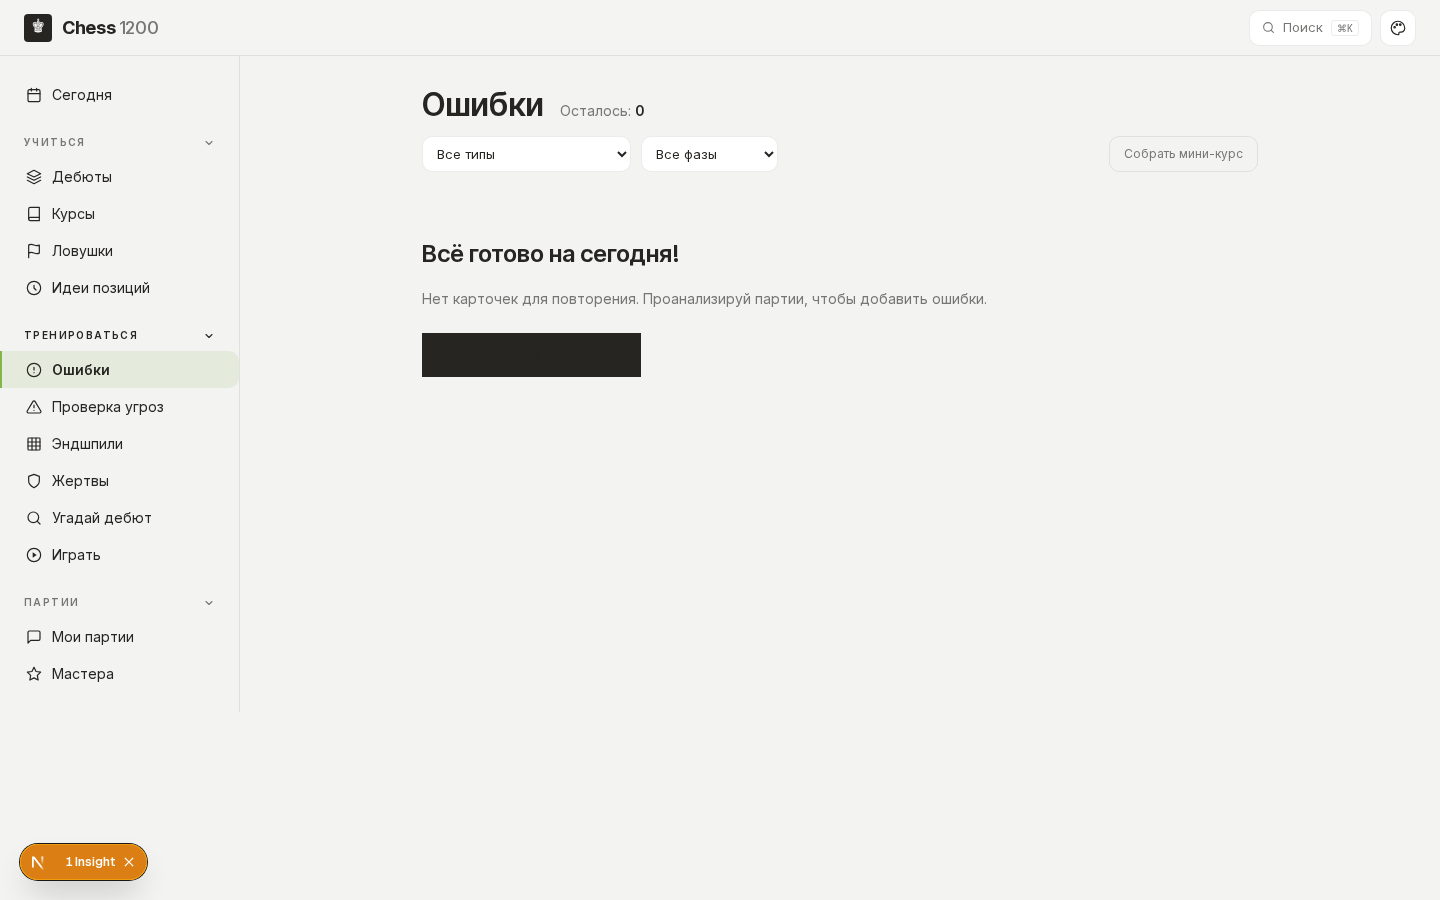 Chess 1200
Поиск ⌘K
Сегодня
УЧИТЬСЯ
Дебюты
Курсы
Ловушки
Идеи позиций
ТРЕНИРОВАТЬСЯ
Ошибки
Проверка угроз
Эндшпили
Жертвы
Угадай дебют
Играть
ПАРТИИ
Мои партии
Мастера
Ошибки Осталось: 0
Все типы Все фазы Собрать мини-курс
Всё готово на сегодня!
Нет карточек для повторения. Проанализируй партии, чтобы добавить ошибки.
N 1 Insight